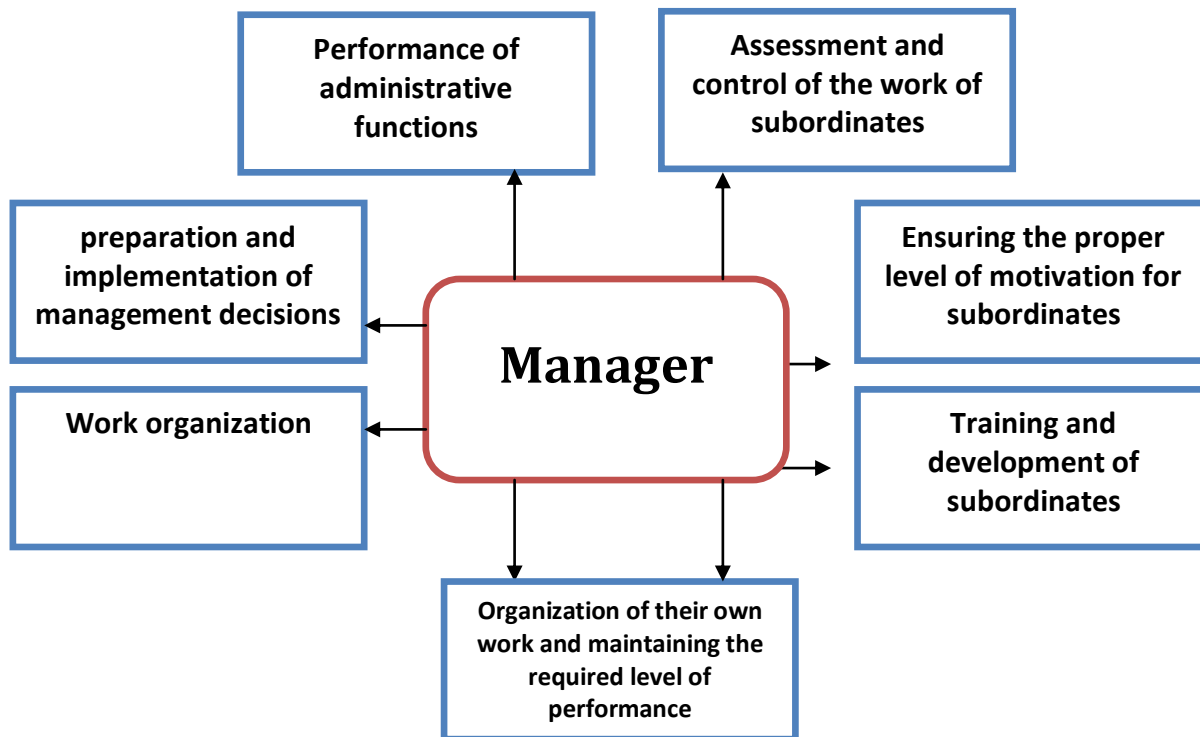 Performance of
administrative
functions
Assessment and
control of the work of
subordinates
preparation and
implementation of
management decisions
Ensuring the proper
level of motivation for
subordinates
Manager
Work organization
Training and
development of
subordinates
Organization of their own
work and maintaining the
required level of
performance